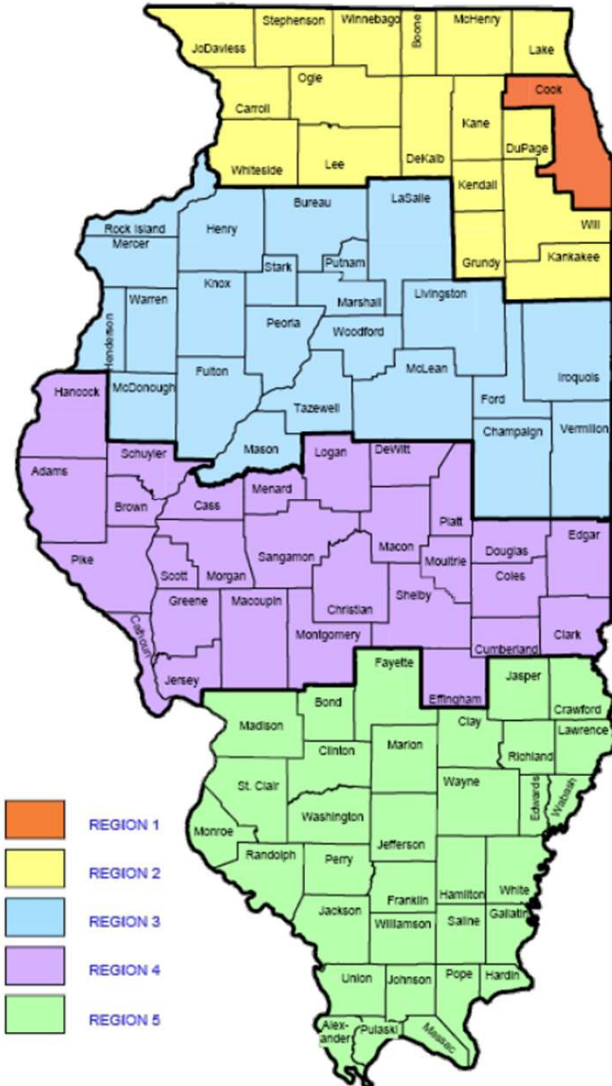 Stephenson
Winnebago
Boone
McHenry
JoDaviess
Lake
Cook
Ogle
Carroll
Kane
DuPage
DeKalb
Whiteside
Lee
Kendall
LaSalle
Bureau
Will
Rock Island
Henry
Mercer
Kankakee
Putnam
Grundy
Stark
Knox
Livingston
Warren
Marshall
Peoria
Woodford
Henderson
McLean
Fulton
Iroquois
McDonough
Hancock
Ford
Tazewell
Champaign
Vermilion
Mason
Logan
DeWitt
Schuyler
Adams
Menard
Cass
Brown
Piatt
Edgar
Macon
Douglas
Sangamon
Pike
Moultrie
Scott
Morgan
Coles
Shelby
Greene
Macoupin
Christian
Calhoun
Montgomery
Clark
Cumberland
Fayette
Jasper
Jersey
Effingham
Bond
Crawford
Clay
Madison
Lawrence
Marion
Clinton
Richland
Wayne
St. Clair
Edwards
Wabash
Washington
REGION 1
Monroe
Jefferson
Randolph
Perry
REGION 2
White
Hamilton
Franklin
Jackson
Gallatin
REGION 3
Williamson
Saline
REGION 4
Union
Johnson
Pope
Hardin
REGION 5
Alex-
ander
Pulaski
Massac